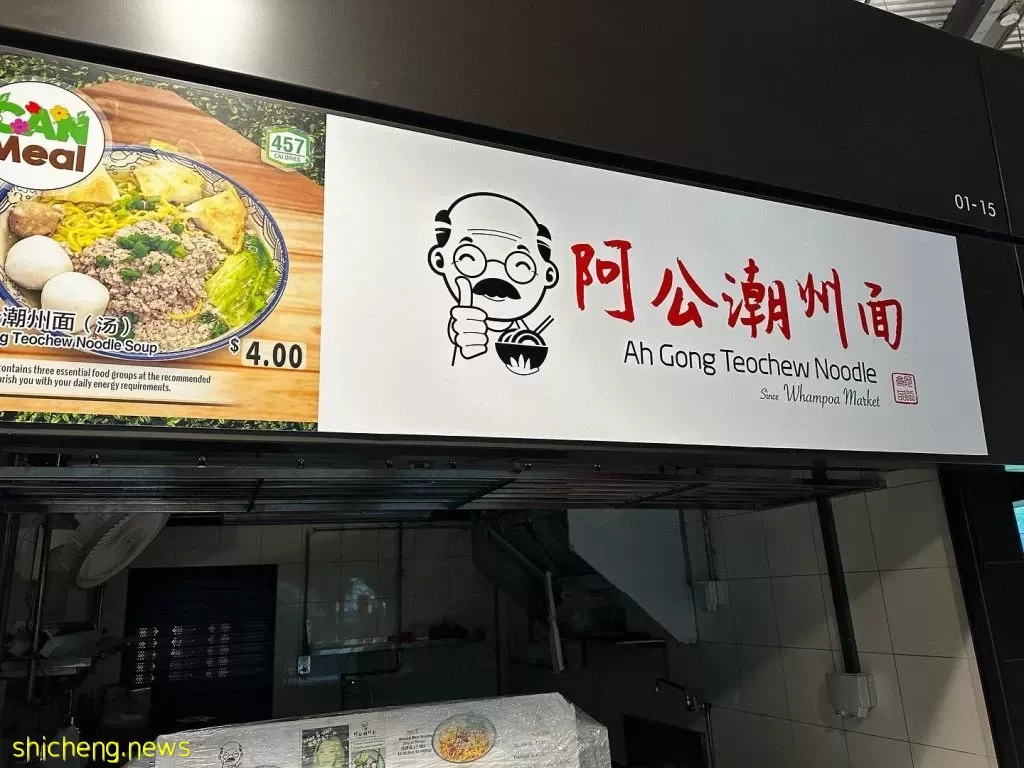 CAN
Meal
457
CALORIES
潮州面（汤）
g Teochew Noodle Soup
$4.00
contains three essential food groups at the recommended
rish you with your daily energy requirements.
阿公潮州面
Ah Gong Teochew Noodle
Since Whampoa Market
01-15
shicheng.news